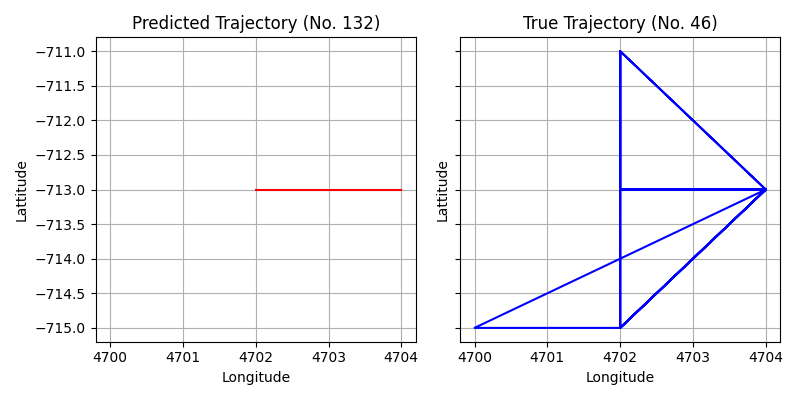 Predicted Trajectory (No. 132)
−711.0
−711.5
−712.0
−712.5
−713.0
−713.5
−714.0
−714.5
−715.0
Lattitude
4700 4701 4702 4703 4704
Longitude
True Trajectory (No. 46)
Lattitude
4700 4701 4702 4703 4704
Longitude